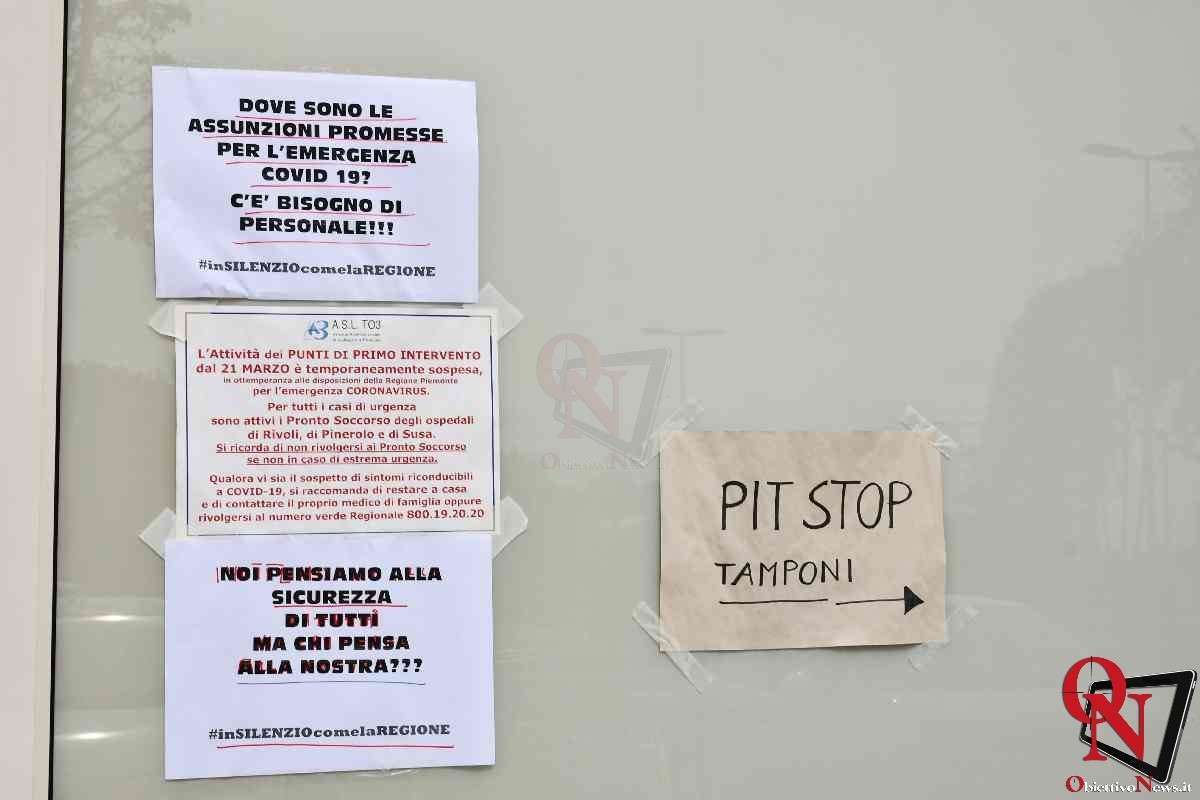 DOVE SONO LE
ASSUNZIONI PROMESSE
PER L'EMERGENZA
COVID 19?
C'E' BISOGNO DI
PERSONALE!!!
#inSILENZIOcomelaREGIONE
A.S.L. TO3
L'Attività dei PUNTI DI PRIMO INTERVENTO
dal 21 MARZO è temporaneamente sospesa,
in ottemperanza alle disposizioni della Regione Piemonte
per l'emergenza CORONAVIRUS.
Per tutti i casi di urgenza
sono attivi i Pronto Soccorso degli ospedali
di Rivoli, di Pinerolo e di Susa.
Si ricorda di non rivolgersi al Pronto Soccorso
se non in caso di estrema urgenza.
Qualora vi sia il sospetto di sintomi riconducibili
a COVID-19, si raccomanda di restare a casa
e di contattare il proprio medico di famiglia oppure
rivolgersi al numero verde Regionale 800.19.20.20
NOI PENSIAMO ALLA
SICUREZZA
DI TUTTI
MA CHI PENSA
ALLA NOSTRA???
#inSILENZIOcomelaREGIONE
PIT STOP
TAMPONI
ON
ObiettivoNews.it
ON
ObiettivoNews.it